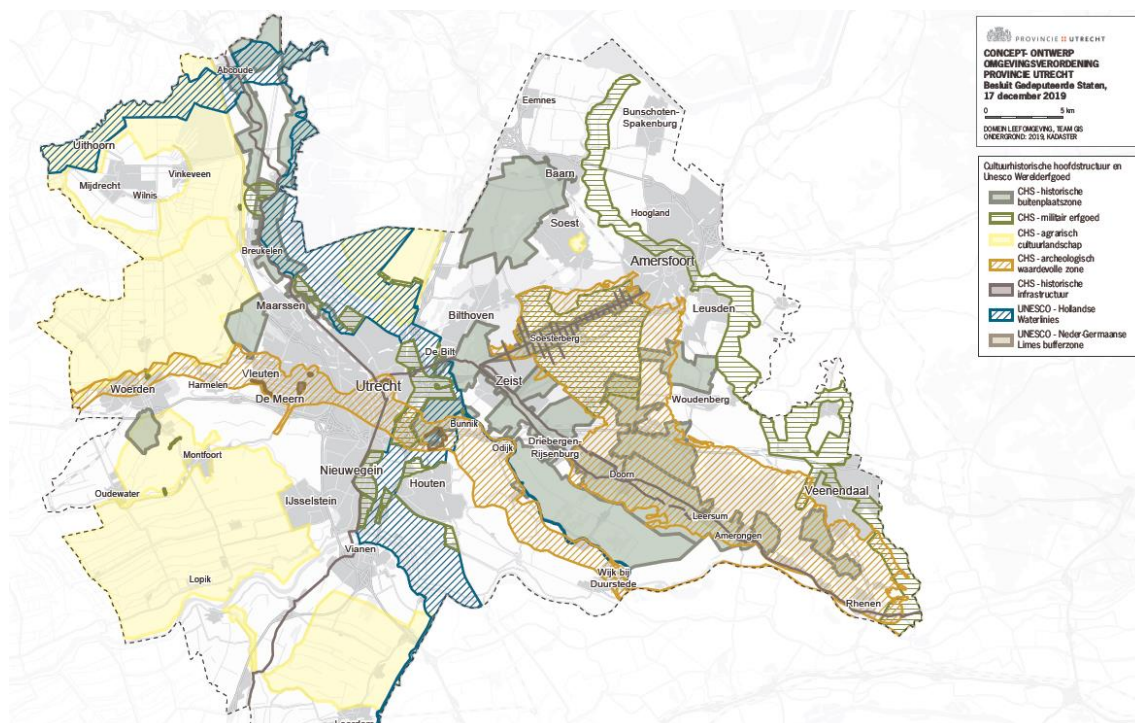 PROVINCIE UTRECHT
CONCEPT- ONTWERP
OMGEVINGSVERORDENING
PROVINCIE UTRECHT
Besluit Gedeputeerde Staten,
17 december 2019
0 5 km
DOMEIN LEEFOMGEVING, TEAM GIS
ONDERGROND: 2019, KADASTER
Cultuurhistorische hoofdstructuur en
Unesco Werelderfgoed
CHS - historische
buitenplaatszone
CHS - militair erfgoed
CHS - agrarisch
cultuurlandschap
CHS - archeologisch
waardevolle zone
CHS - historische
infrastructuur
UNESCO - Hollandse
Waterlinies
UNESCO - Neder-Germaanse
Limes bufferzone
Abcoude
Eemnes
Bunschoten-
Spakenburg
Uithoorn
Vinkeveen
Mijdrecht
Wilnis
Baarn
Hoogland
Soest
Breukelen
Amersfoort
Maarssen
Leusden
Bilthoven
Soesterberg
De Bilt
Vleuten
Zeist
Woerden
Harmelen
Utrecht
De Meern
Woudenberg
Bunnik
Odijk
Driebergen-
Rijsenburg
Montfoort
Nieuwegein
Doorn
Houten
Oudewater
IJsselstein
Veenendaal
Leersum
Amerongen
Vianen
Lopik
Wijk bij
Duurstede
Rhenen
Leerdam